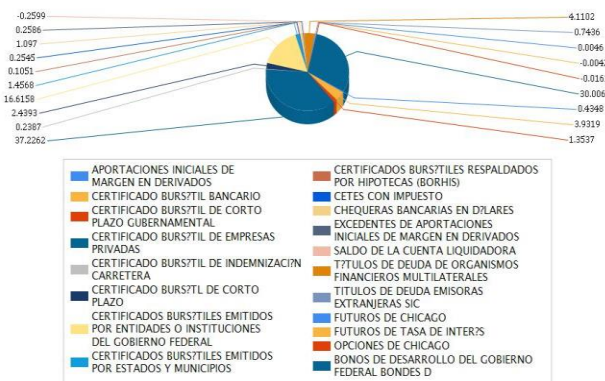 -0.2599
0.2586
1.097
0.2545
0.1051
1.4568
16.6158
2.4393
0.2387
37.2262
4.1102
0.7436
0.0046
-0.004
-0.016
30.006
0.4348
3.9319
1.3537
APORTACIONES INICIALES DE
MARGEN EN DERIVADOS
CERTIFICADO BANCARIO
CERTIFICADO BURS?TIL DE CORTO
PLAZO GUBERNAMENTAL
CERTIFICADO BURS?TIL DE EMPRESAS
PRIVADAS
CERTIFICADO BURS?TIL DE INDEMNIZACI?N
CARRETERA
CERTIFICADO BURS?TL DE CORTO
PLAZO
CERTIFICADOS BURS?TILES EMITIDOS
POR ENTIDADES O INSTITUCIONES
DEL GOBIERNO FEDERAL
CERTIFICADOS BURS?TILES EMITIDOS
POR ESTADOS Y MUNICIPIOS
CERTIFICADOS BURS?TILES RESPALDADOS
POR HIPOTECAS (BORHIS)
CETES CON IMPUESTO
CHEQUERAS BANCARIAS EN D?LARES
EXCEDENTES DE APORTACIONES
INICIALES DE MARGEN EN DERIVADOS
SALDO DE LA CUENTA LIQUIDADORA
T?TULOS DE DEUDA DE ORGANISMOS
FINANCIEROS MULTILATERALES
TITULOS DE DEUDA EMISORAS
EXTRANJERAS SIC
FUTUROS DE CHICAGO
FUTUROS DE TASA DE INTER?S
OPCIONES DE CHICAGO
BONOS DE DESARROLLO DEL GOBIERNO
FEDERAL BONDES D